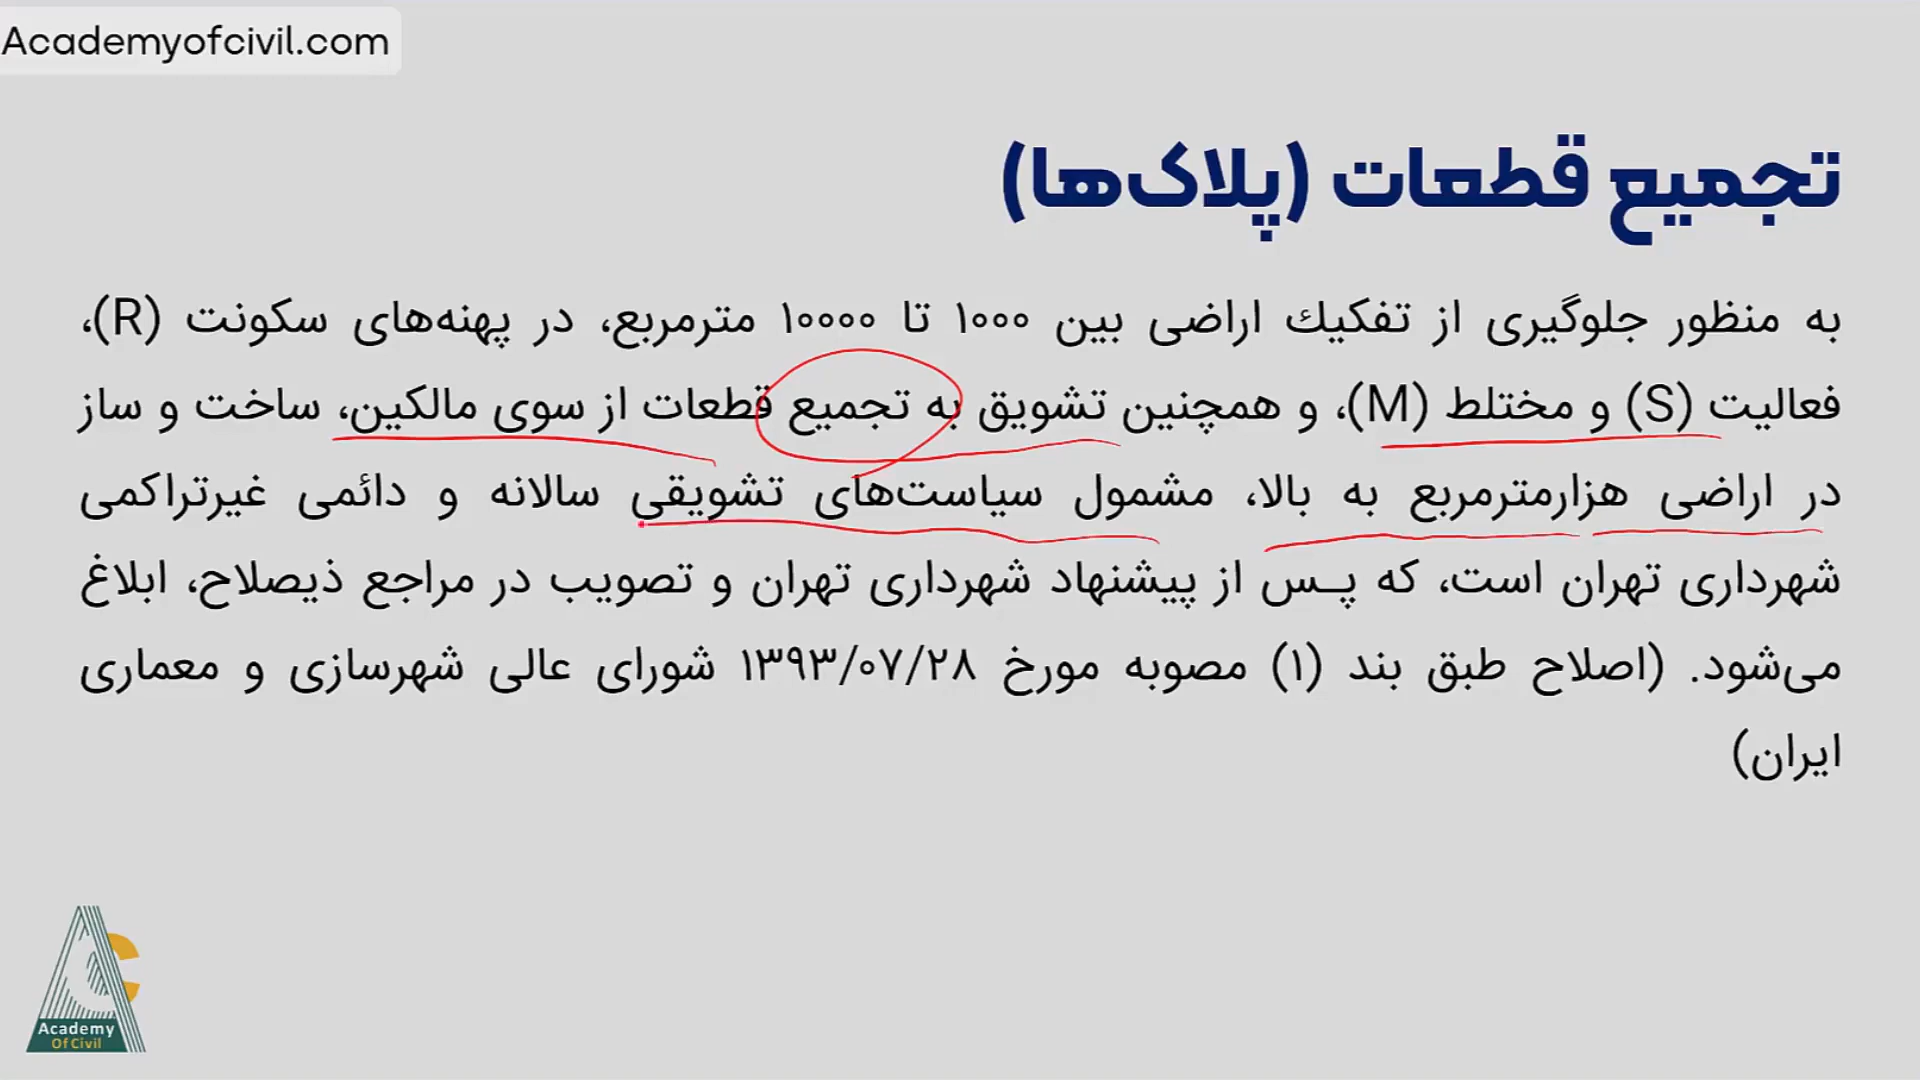 Academyofcivil.com
تجمیع قطعات (پلاک‌ها)
به منظور جلوگیری از تفکیك اراضی بین ۱۰۰۰ تا ۱۰۰۰۰ مترمربع، در پهنه‌های سکونت (R)،
فعالیت (S) و مختلط (M)، و همچنین تشویق به تجمیع قطعات از سوی مالکین، ساخت و ساز
در اراضی هزارمترمربع به بالا، مشمول سیاست‌های تشویقی سالانه و دائمی غیرتراکمی
شهرداری تهران است، که پـس از پیشنهاد شهرداری تهران و تصویب در مراجع ذیصلاح، ابلاغ
می‌شود. (اصلاح طبق بند (۱) مصوبه مورخ ۱۳۹۳/۰۷/۲۸ شورای عالی شهرسازی و معماری
ایران)
Academy
Of Civil